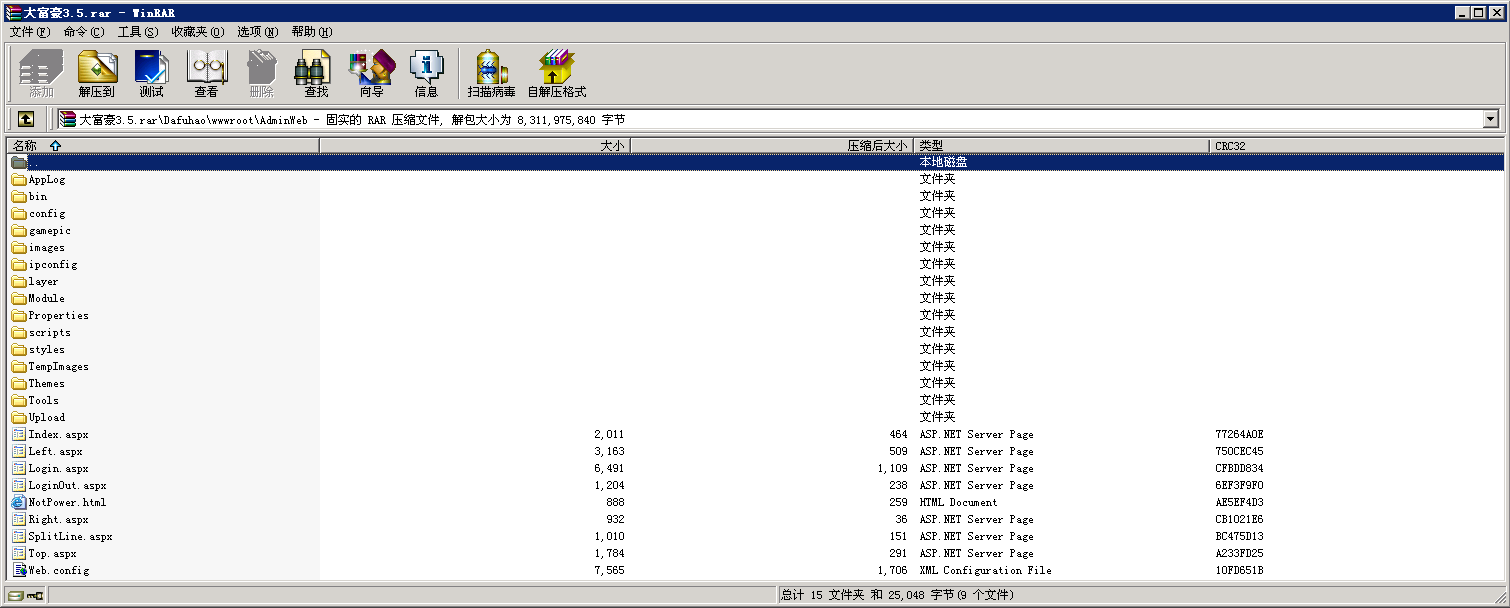 大富豪3.5.rar - WinRAR
文件(F) 命令(C) 工具(S) 收藏夹(O) 选项(N) 帮助(H)
添加 解压到 测试 查看 删除 查找 向导 信息 扫描病毒 自解压格式
大富豪3.5.rar\Dafuhao\wwwroot\AdminWeb - 固实的 RAR 压缩文件, 解包大小为 8,311,975,840 字节
名称 大小 压缩后大小 类型 CRC32
.. 本地磁盘
AppLog 文件夹
bin 文件夹
config 文件夹
gamepic 文件夹
images 文件夹
ipconfig 文件夹
layer 文件夹
Module 文件夹
Properties 文件夹
scripts 文件夹
styles 文件夹
TempImages 文件夹
Themes 文件夹
Tools 文件夹
Upload 文件夹
Index.aspx 2,011 464 ASP.NET Server Page 77264A0E
Left.aspx 3,163 509 ASP.NET Server Page 750CEC45
Login.aspx 6,491 1,109 ASP.NET Server Page CFBDD834
LoginOut.aspx 1,204 238 ASP.NET Server Page 6EF3F9F0
NotPower.html 888 259 HTML Document AE5EF4D3
Right.aspx 932 36 ASP.NET Server Page CB1021E6
SplitLine.aspx 1,010 151 ASP.NET Server Page BC475D13
Top.aspx 1,784 291 ASP.NET Server Page A233FD25
Web.config 7,565 1,706 XML Configuration File 10FD651B
总计 15 文件夹 和 25,048 字节(9 个文件)